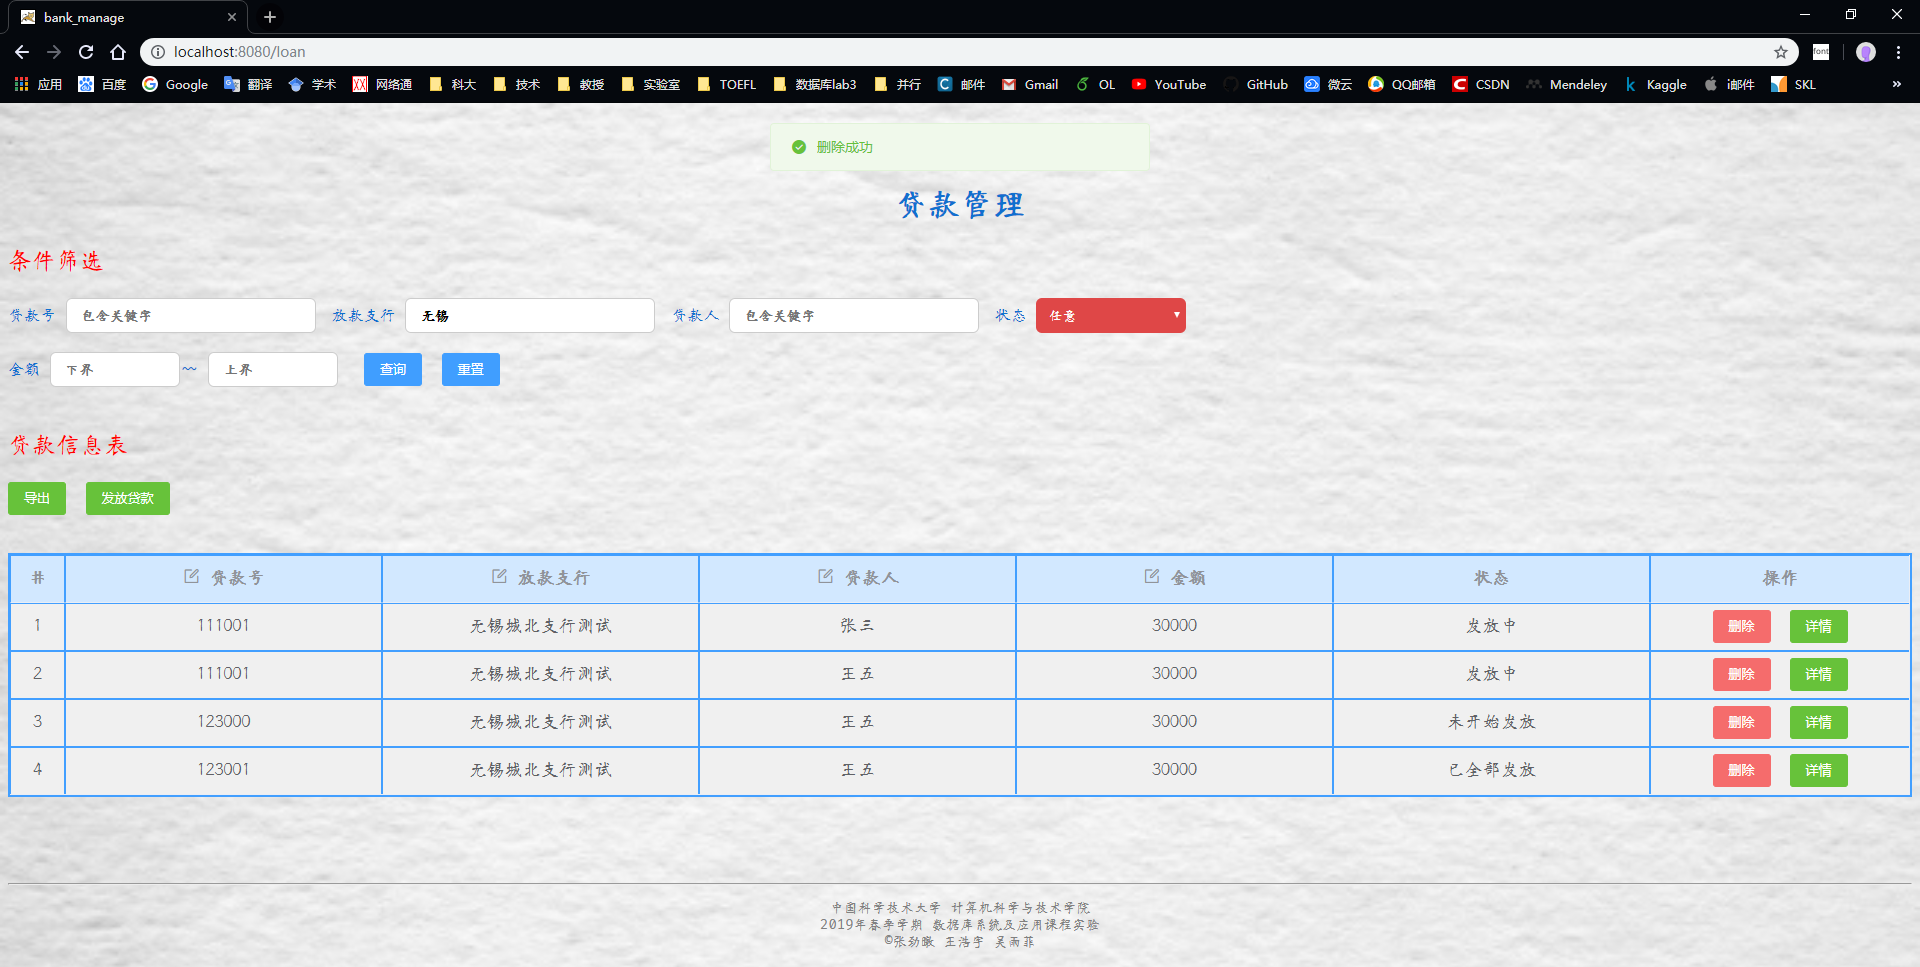 bank_manage
localhost:8080/loan
font
应用 百度 Google 翻译 学术 网络通 科大 技术 教授 实验室 TOEFL 数据库lab3 并行 邮件 Gmail OL YouTube GitHub 微云 QQ邮箱 CSDN Mendeley Kaggle i邮件 SKL »
删除成功
贷款管理
条件筛选
贷款号 包含关键字 放款支行 无锡 贷款人 包含关键字 状态 任意
金额 下界 ~~ 上界 查询 重置
贷款信息表
导出 发放贷款
# 贷款号 放款支行 贷款人 金额 状态 操作
1 111001 无锡城北支行测试 张三 30000 发放中 删除 详情
2 111001 无锡城北支行测试 王五 30000 发放中 删除 详情
3 123000 无锡城北支行测试 王五 30000 未开始发放 删除 详情
4 123001 无锡城北支行测试 王五 30000 已全部发放 删除 详情
中国科学技术大学 计算机科学与技术学院
2019年春季学期 数据库系统及应用课程实验
©张劲暾 王浩宇 吴雨菲